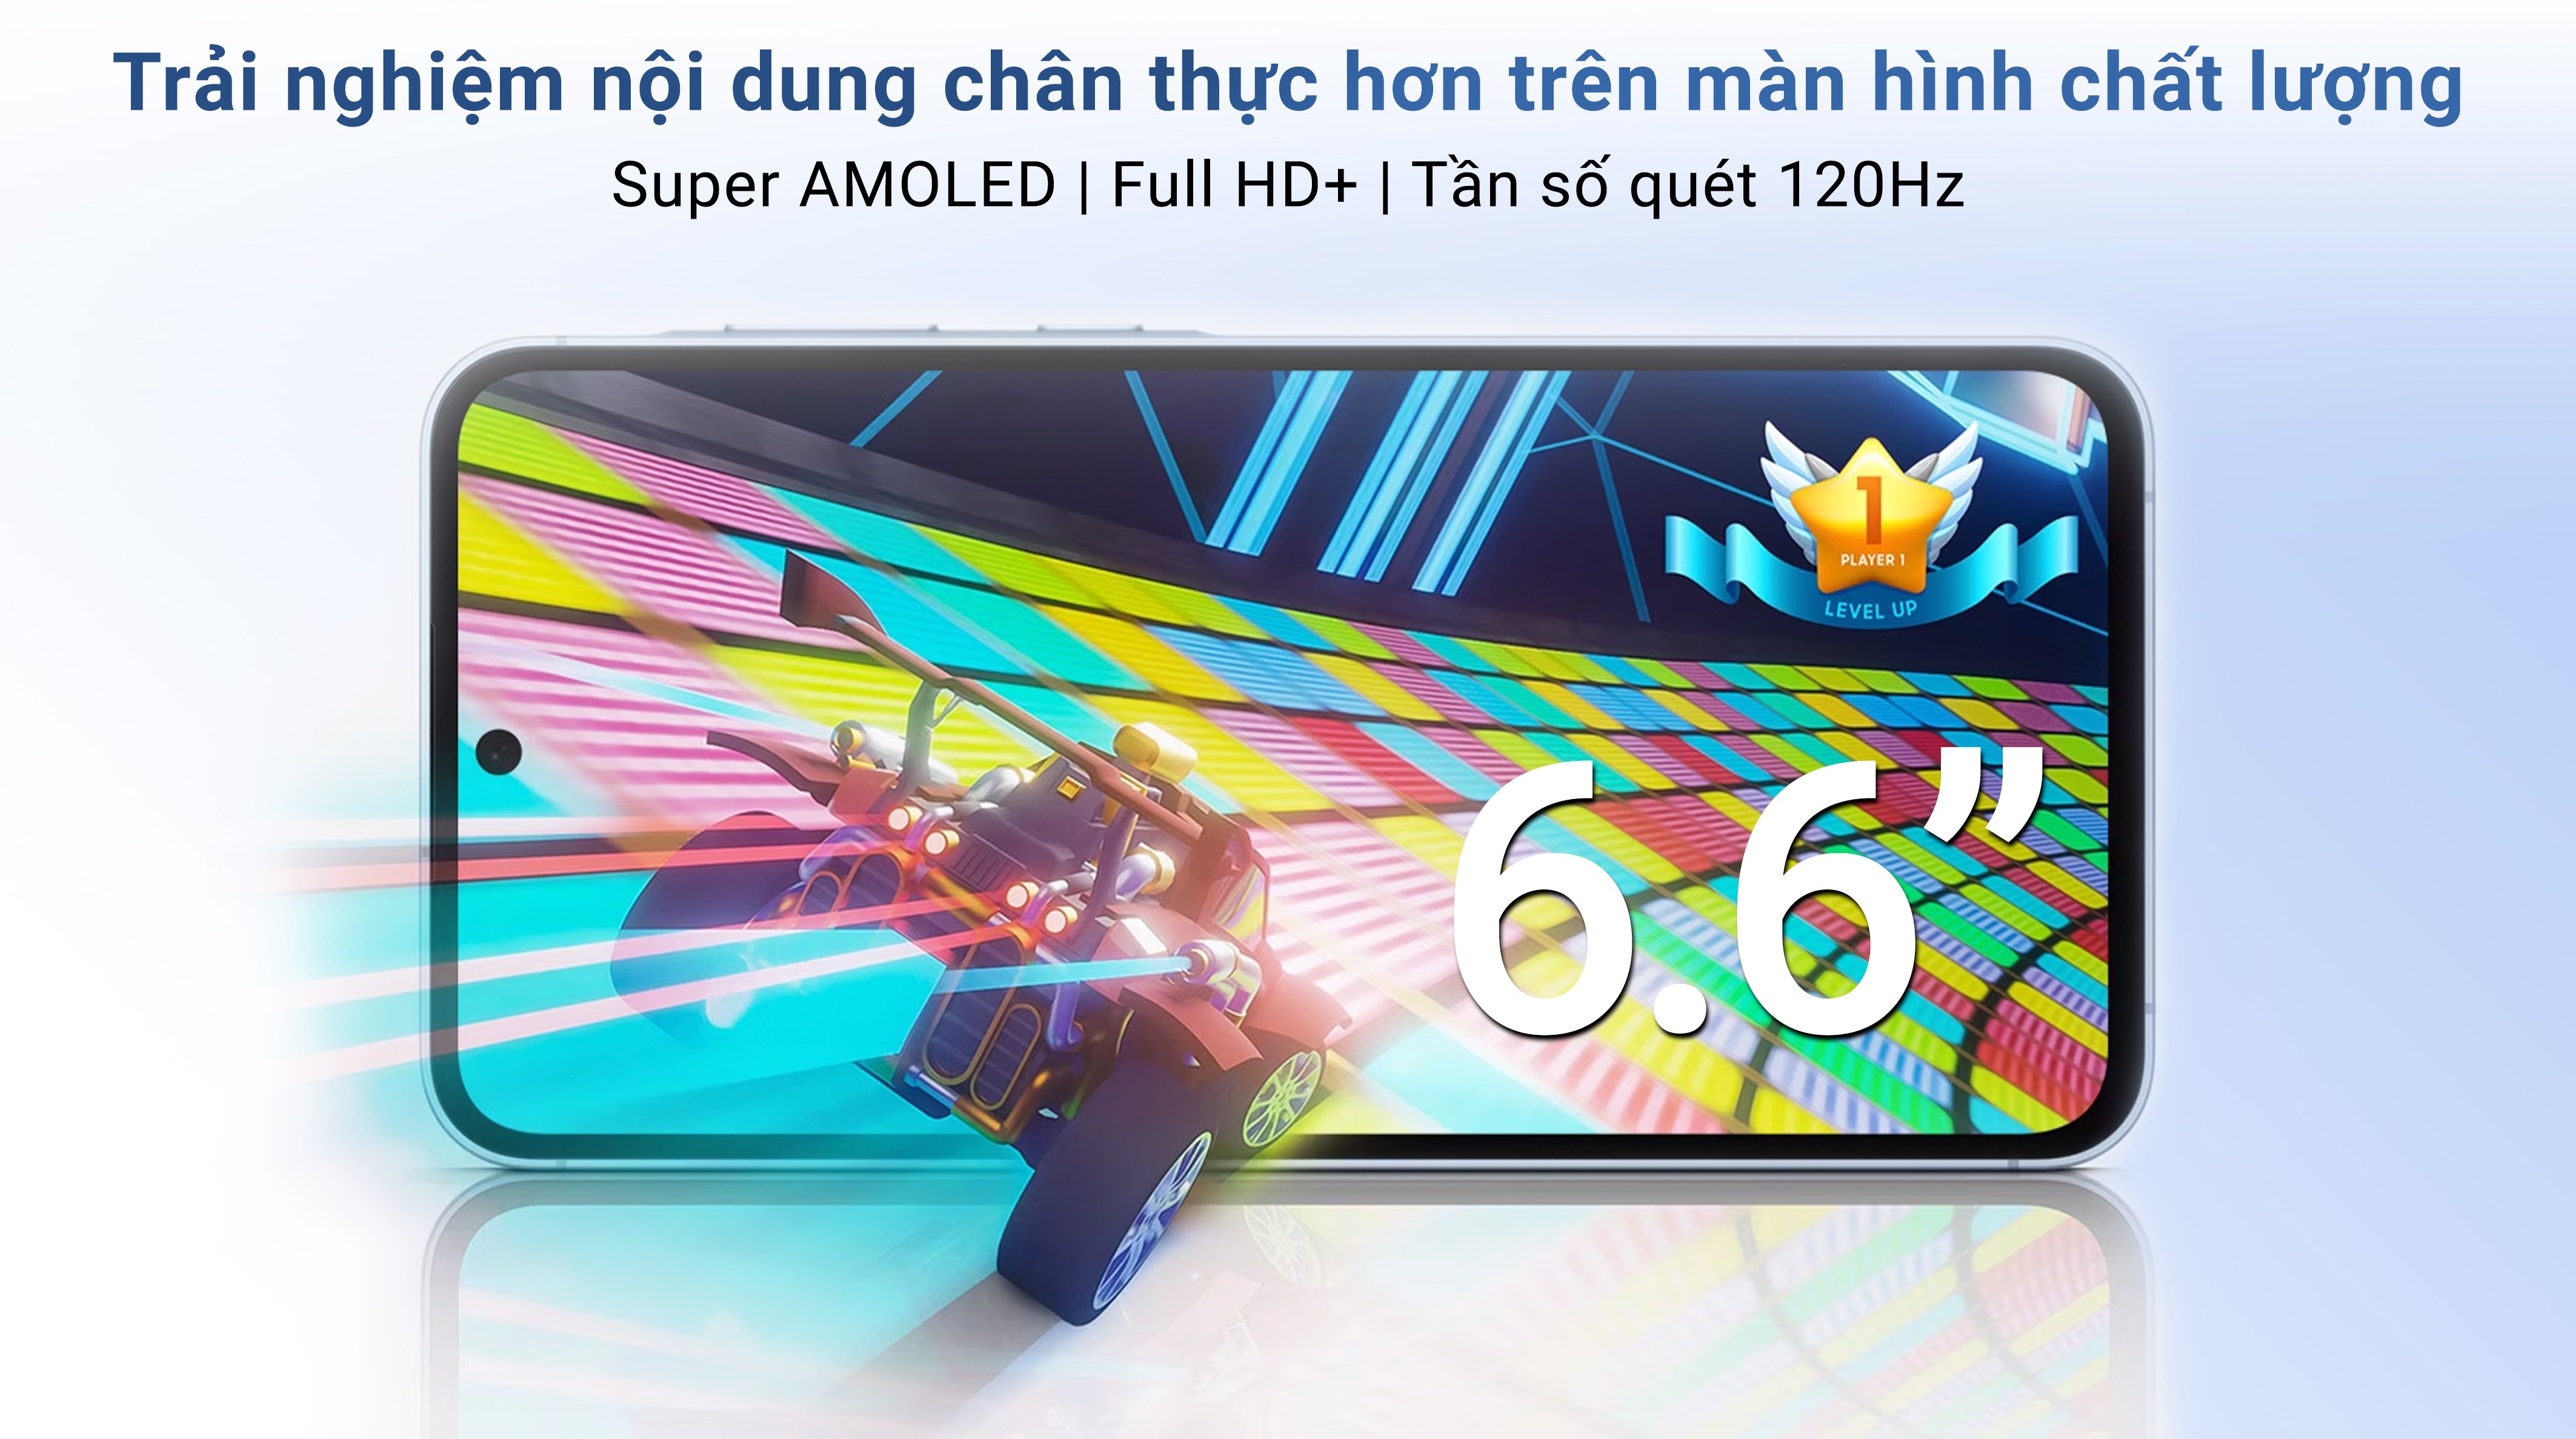 Trải nghiệm nội dung chân thực hơn trên màn hình chất lượng
Super AMOLED | Full HD+ | Tần số quét 120Hz
1
PLAYER 1
LEVEL UP
6.6”